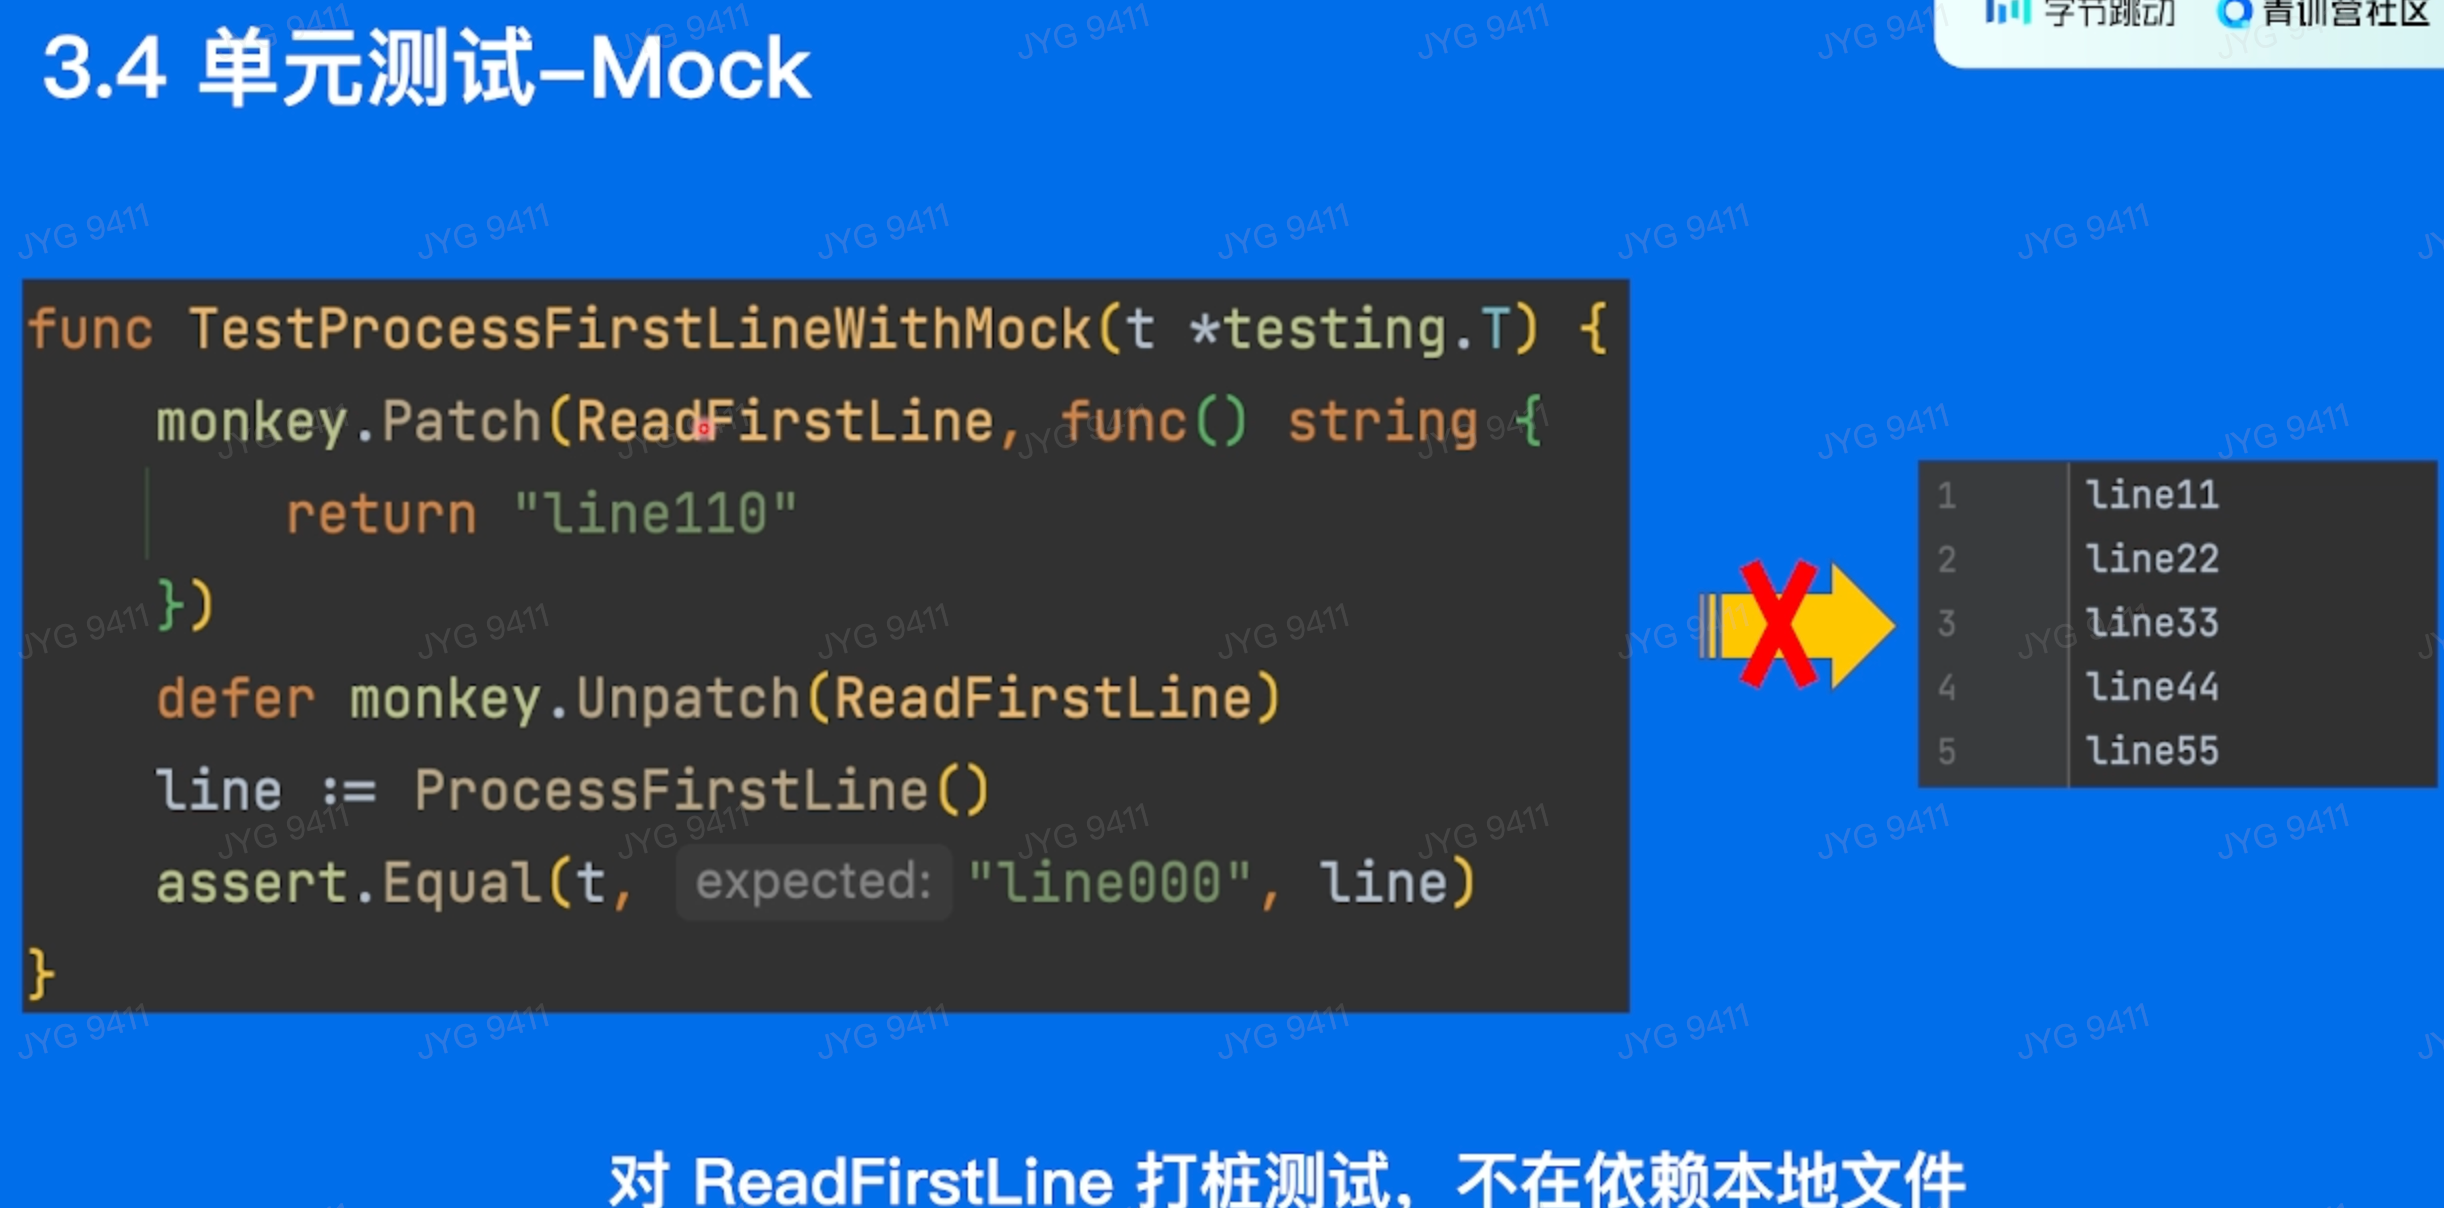 3.4 单元测试-Mock
字节跳动 青训营社区
func TestProcessFirstLineWithMock(t *testing.T) {
    monkey.Patch(ReadFirstLine, func() string {
        return "line110"
    })
    defer monkey.Unpatch(ReadFirstLine)
    line := ProcessFirstLine()
    assert.Equal(t, expected: "line000", line)
}
1 line11
2 line22
3 line33
4 line44
5 line55
对 ReadFirstLine 打桩测试，不在依赖本地文件
JYG 9411